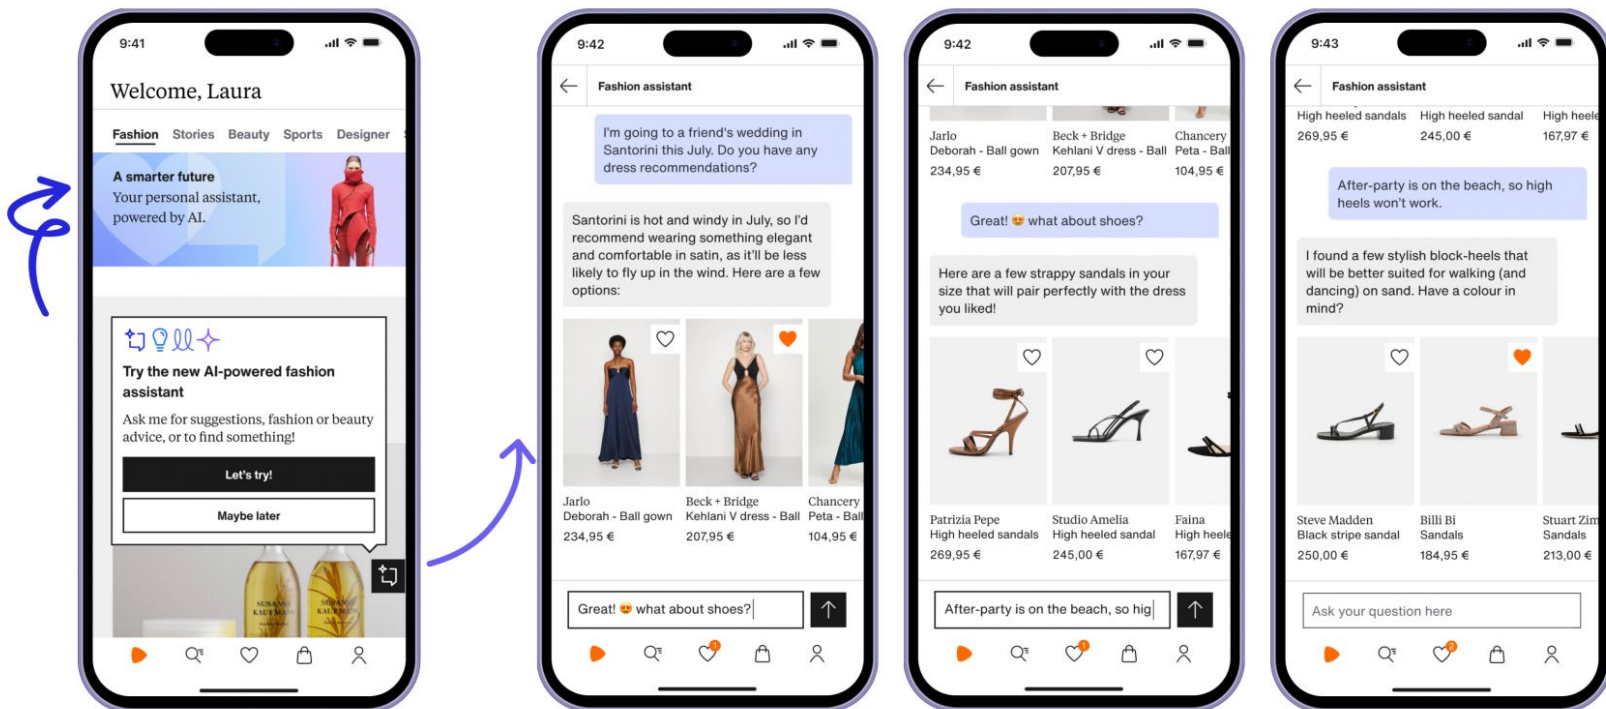 9:41
Welcome, Laura
Fashion Stories Beauty Sports Designer
A smarter future
Your personal assistant,
powered by AI.
Try the new AI-powered fashion
assistant
Ask me for suggestions, fashion or beauty
advice, or to find something!
Let's try!
Maybe later
9:42
Fashion assistant
I'm going to a friend's wedding in
Santorini this July. Do you have any
dress recommendations?
Santorini is hot and windy in July, so I'd
recommend wearing something elegant
and comfortable in satin, as it'll be less
likely to fly up in the wind. Here are a few
options:
Jarlo
Deborah - Ball gown
234,95 €
Beck + Bridge
Kehlani V dress - Ball
207,95 €
Chancery
Peta - Ball
104,95 €
Great! 😍 what about shoes?
1
9:42
Fashion assistant
Jarlo
Deborah - Ball gown
234,95 €
Beck + Bridge
Kehlani V dress - Ball
207,95 €
Chancery
Peta - Ball
104,95 €
Great! 😍 what about shoes?
Here are a few strappy sandals in your
size that will pair perfectly with the dress
you liked!
Patrizia Pepe
High heeled sandals
269,95 €
Studio Amelia
High heeled sandal
245,00 €
Faina
High heele
167,97 €
After-party is on the beach, so hig
1
9:43
Fashion assistant
High heeled sandals
269,95 €
High heeled sandal
245,00 €
High heele
167,97 €
After-party is on the beach, so high
heels won't work.
I found a few stylish block-heels that
will be better suited for walking (and
dancing) on sand. Have a colour in
mind?
Steve Madden
Black stripe sandal
250,00 €
Billi Bi
Sandals
184,95 €
Stuart Zim
Sandals
213,00 €
Ask your question here
2